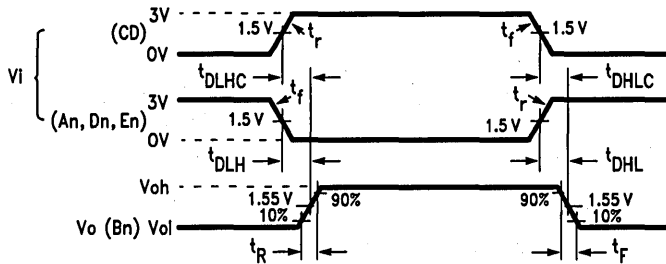 3V
(CD) 1.5 V tr tf 1.5 V
0V
Vi
tDLHC tDHLC
3V tf tr
(An, Dn, En) 1.5 V 1.5 V
0V
tDLH tDHL
Voh
1.55 V 90% 90% 1.55 V
10% 10%
Vo (Bn) Vol
tR tF